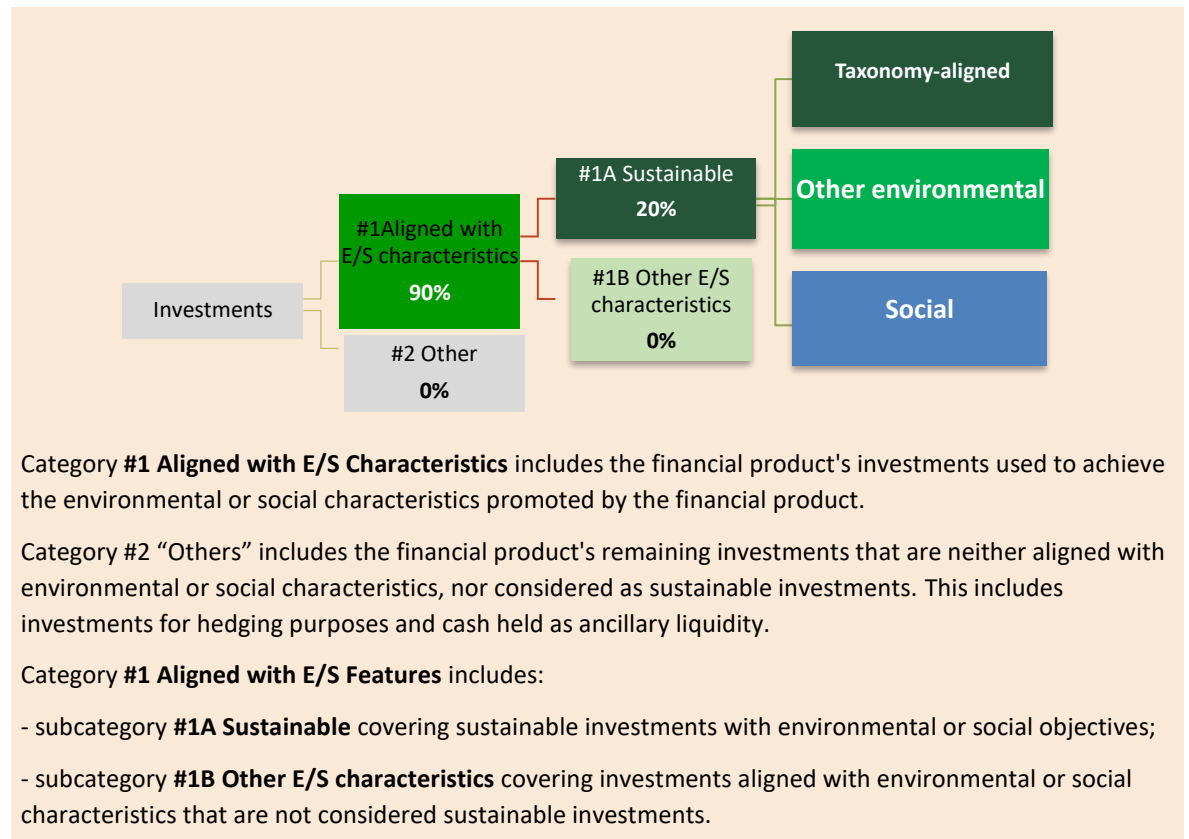 Taxonomy-aligned
#1A Sustainable
20%
Other environmental
#1Aligned with
E/S characteristics
90%
#1B Other E/S
characteristics
0%
Investments
Social
#2 Other
0%
Category #1 Aligned with E/S Characteristics includes the financial product's investments used to achieve
the environmental or social characteristics promoted by the financial product.
Category #2 “Others” includes the financial product's remaining investments that are neither aligned with
environmental or social characteristics, nor considered as sustainable investments. This includes
investments for hedging purposes and cash held as ancillary liquidity.
Category #1 Aligned with E/S Features includes:
- subcategory #1A Sustainable covering sustainable investments with environmental or social objectives;
- subcategory #1B Other E/S characteristics covering investments aligned with environmental or social
characteristics that are not considered sustainable investments.